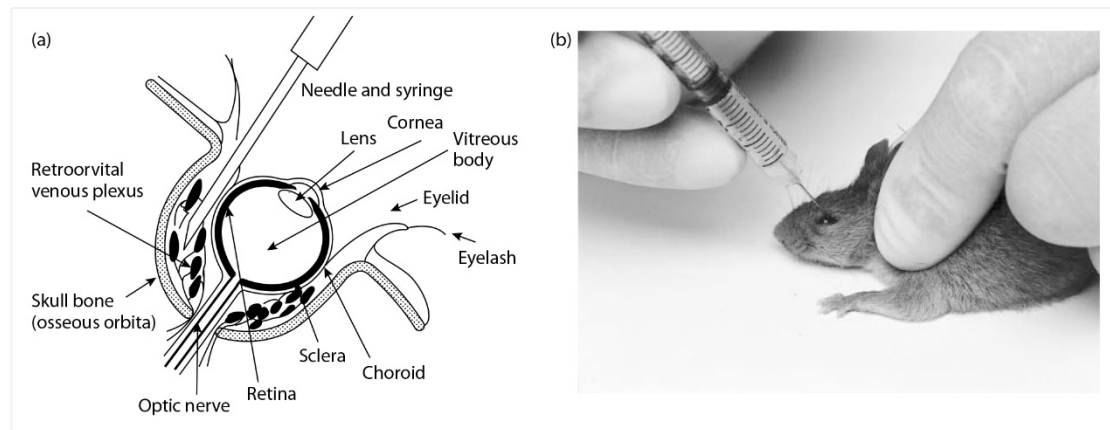 (a)
Needle and syringe
Lens
Cornea
Vitreous
body
Retroorvital
venous plexus
Eyelid
Eyelash
Skull bone
(osseous orbita)
Sclera
Choroid
Retina
Optic nerve
(b)